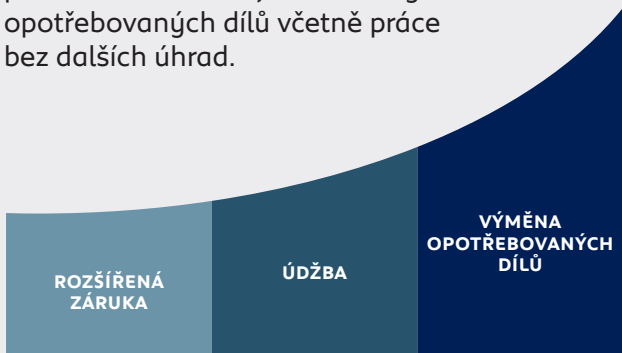 opotřebovaných dílů včetně práce
bez dalších úhrad.
ROZŠÍŘENÁ
ZÁRUKA
ÚDŽBA
VÝMĚNA
OPOTŘEBOVANÝCH
DÍLŮ